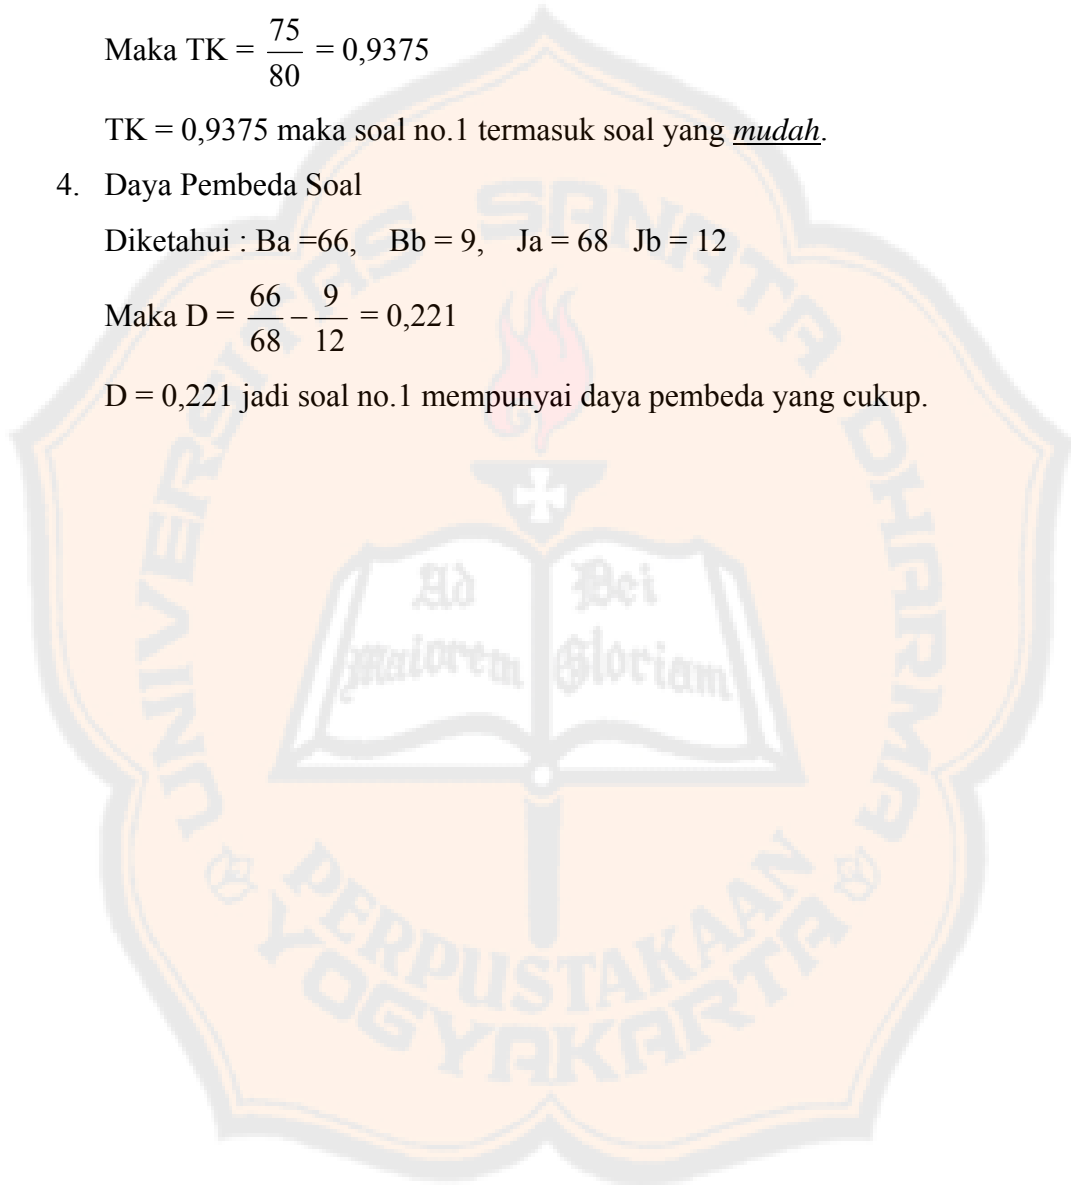 Maka TK = 75/80 = 0,9375
TK = 0,9375 maka soal no.1 termasuk soal yang mudah.
4. Daya Pembeda Soal
Diketahui : Ba =66, Bb = 9, Ja = 68 Jb = 12
Maka D = 66/68 − 9/12 = 0,221
D = 0,221 jadi soal no.1 mempunyai daya pembeda yang cukup.
UNIVERSITAS SANATA DHARMA
Ad Dei
Maiorem Gloriam
PERPUSTAKAAN
YOGYAKARTA